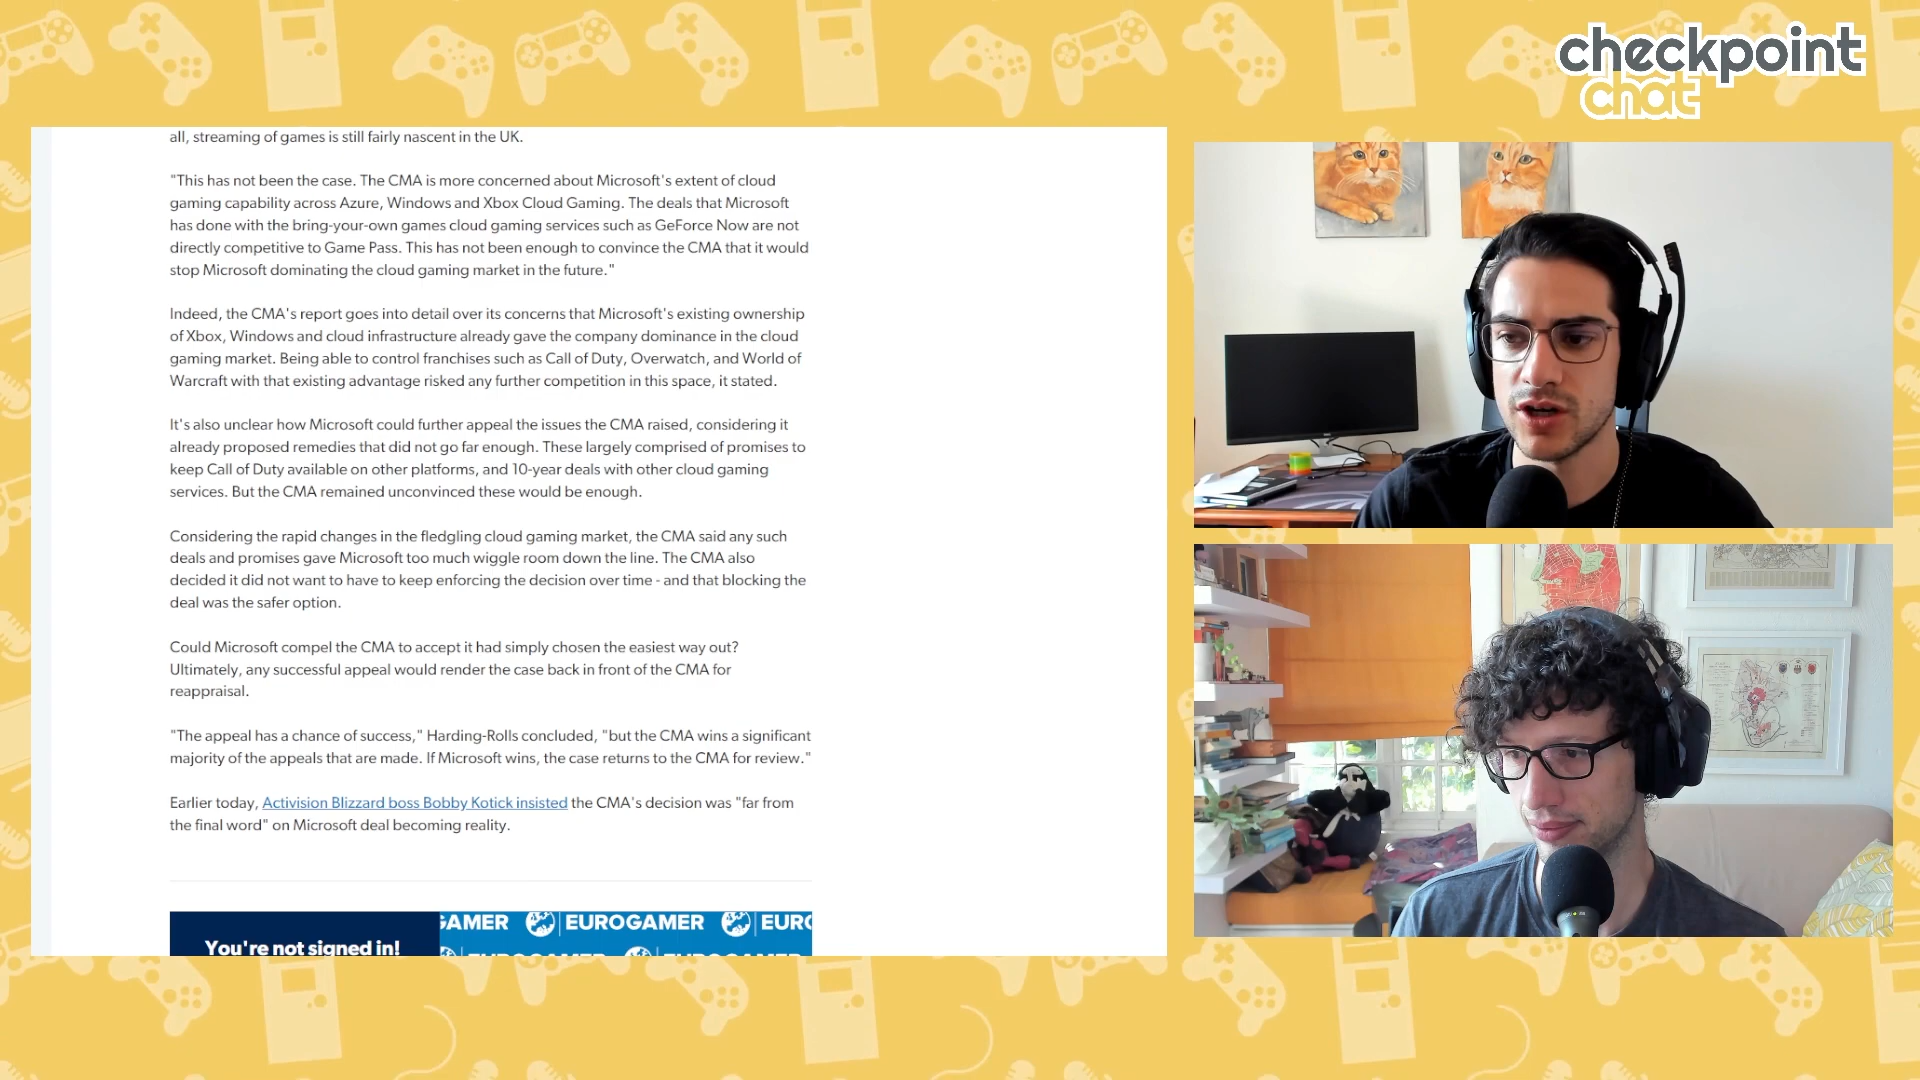 checkpoint
chat
all, streaming of games is still fairly nascent in the UK.
"This has not been the case. The CMA is more concerned about Microsoft's extent of cloud
gaming capability across Azure, Windows and Xbox Cloud Gaming. The deals that Microsoft
has done with the bring-your-own games cloud gaming services such as GeForce Now are not
directly competitive to Game Pass. This has not been enough to convince the CMA that it would
stop Microsoft dominating the cloud gaming market in the future."
Indeed, the CMA's report goes into detail over its concerns that Microsoft's existing ownership
of Xbox, Windows and cloud infrastructure already gave the company dominance in the cloud
gaming market. Being able to control franchises such as Call of Duty, Overwatch, and World of
Warcraft with that existing advantage risked any further competition in this space, it stated.
It's also unclear how Microsoft could further appeal the issues the CMA raised, considering it
already proposed remedies that did not go far enough. These largely comprised of promises to
keep Call of Duty available on other platforms, and 10-year deals with other cloud gaming
services. But the CMA remained unconvinced these would be enough.
Considering the rapid changes in the fledgling cloud gaming market, the CMA said any such
deals and promises gave Microsoft too much wiggle room down the line. The CMA also
decided it did not want to have to keep enforcing the decision over time - and that blocking the
deal was the safer option.
Could Microsoft compel the CMA to accept it had simply chosen the easiest way out?
Ultimately, any successful appeal would render the case back in front of the CMA for
reappraisal.
"The appeal has a chance of success," Harding-Rolls concluded, "but the CMA wins a significant
majority of the appeals that are made. If Microsoft wins, the case returns to the CMA for review."
Earlier today, Activision Blizzard boss Bobby Kotick insisted the CMA's decision was "far from
the final word" on Microsoft deal becoming reality.
You're not signed in!
GAMER EUROGAMER EURO
EUROGAMER EUROGAMER